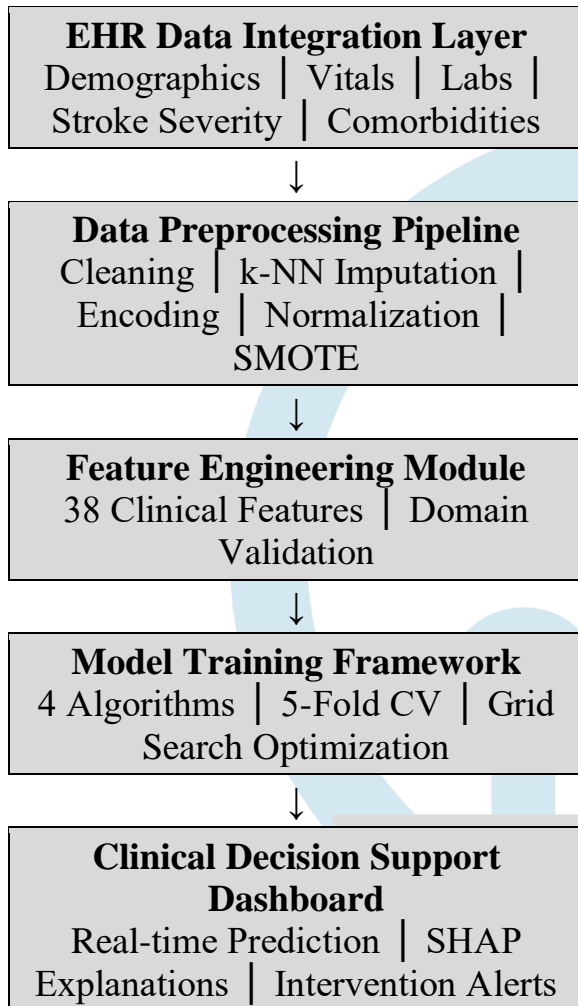 EHR Data Integration Layer
Demographics | Vitals | Labs |
Stroke Severity | Comorbidities
↓
Data Preprocessing Pipeline
Cleaning | k-NN Imputation |
Encoding | Normalization |
SMOTE
↓
Feature Engineering Module
38 Clinical Features | Domain
Validation
↓
Model Training Framework
4 Algorithms | 5-Fold CV | Grid
Search Optimization
↓
Clinical Decision Support
Dashboard
Real-time Prediction | SHAP
Explanations | Intervention Alerts